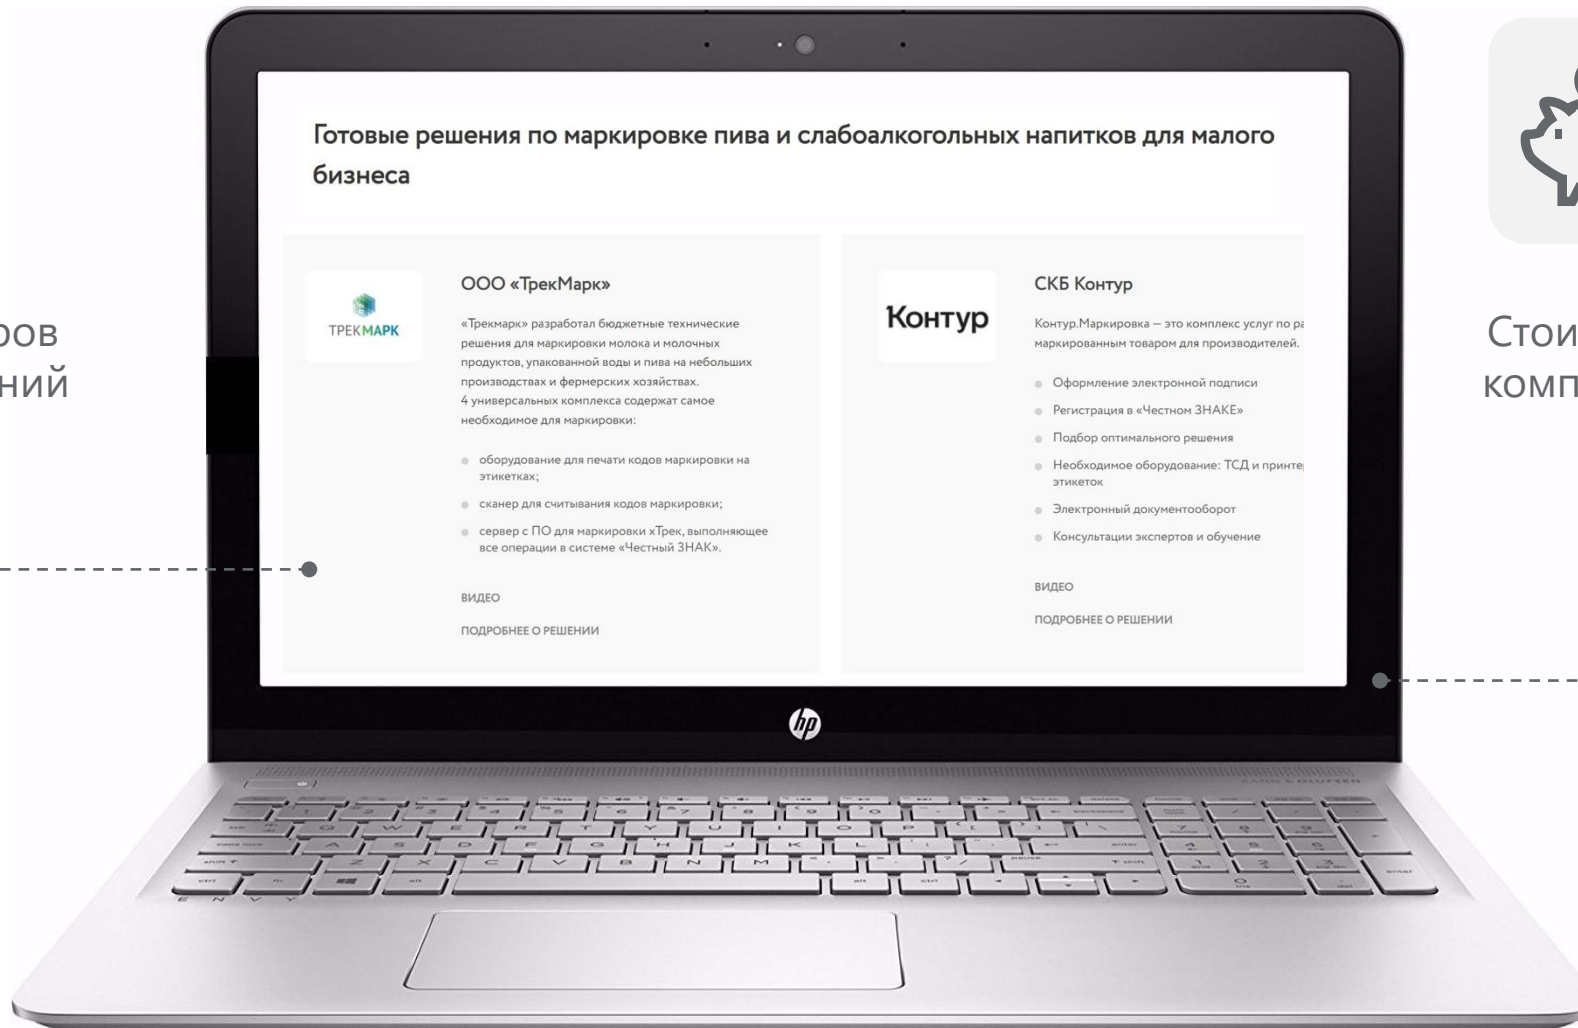 Готовые решения по маркировке пива и слабоалкогольных напитков для малого
бизнеса
ТРЕКМАРК
ООО «ТрекМарк»
«Трекмарк» разработал бюджетные технические
решения для маркировки молока и молочных
продуктов, упакованной воды и пива на небольших
производствах и фермерских хозяйствах.
4 универсальных комплекса содержат самое
необходимое для маркировки:
оборудование для печати кодов маркировки на
этикетках;
сканер для считывания кодов маркировки;
сервер с ПО для маркировки хТрек, выполняющее
все операции в системе «Честный ЗНАК».
ВИДЕО
ПОДРОБНЕЕ О РЕШЕНИИ
Контур
СКБ Контур
Контур.Маркировка — это комплекс услуг по ра
маркированным товаром для производителей.
Оформление электронной подписи
Регистрация в «Честном ЗНАКЕ»
Подбор оптимального решения
Необходимое оборудование: ТСД и принте
этикеток
Электронный документооборот
Консультации экспертов и обучение
ВИДЕО
ПОДРОБНЕЕ О РЕШЕНИИ
ров
ний
Стои
комп
hp
BANG & OLUFSEN
ENVY